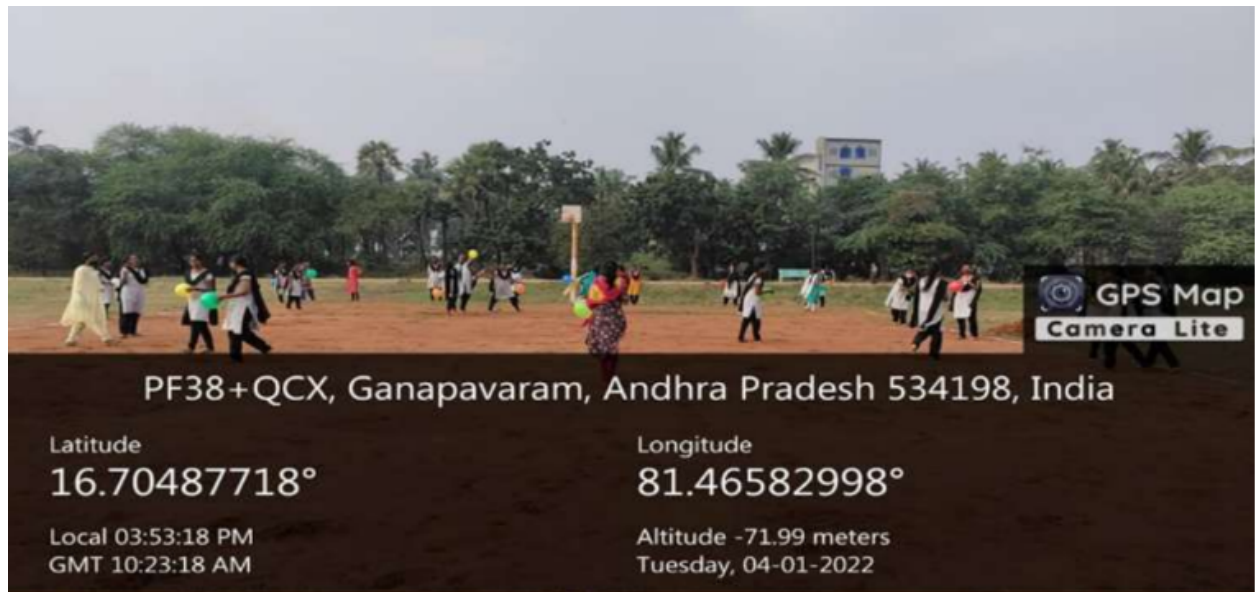 GPS Map
Camera Lite
PF38+QCX, Ganapavaram, Andhra Pradesh 534198, India
Latitude
16.70487718°
Longitude
81.46582998°
Local 03:53:18 PM
GMT 10:23:18 AM
Altitude -71.99 meters
Tuesday, 04-01-2022